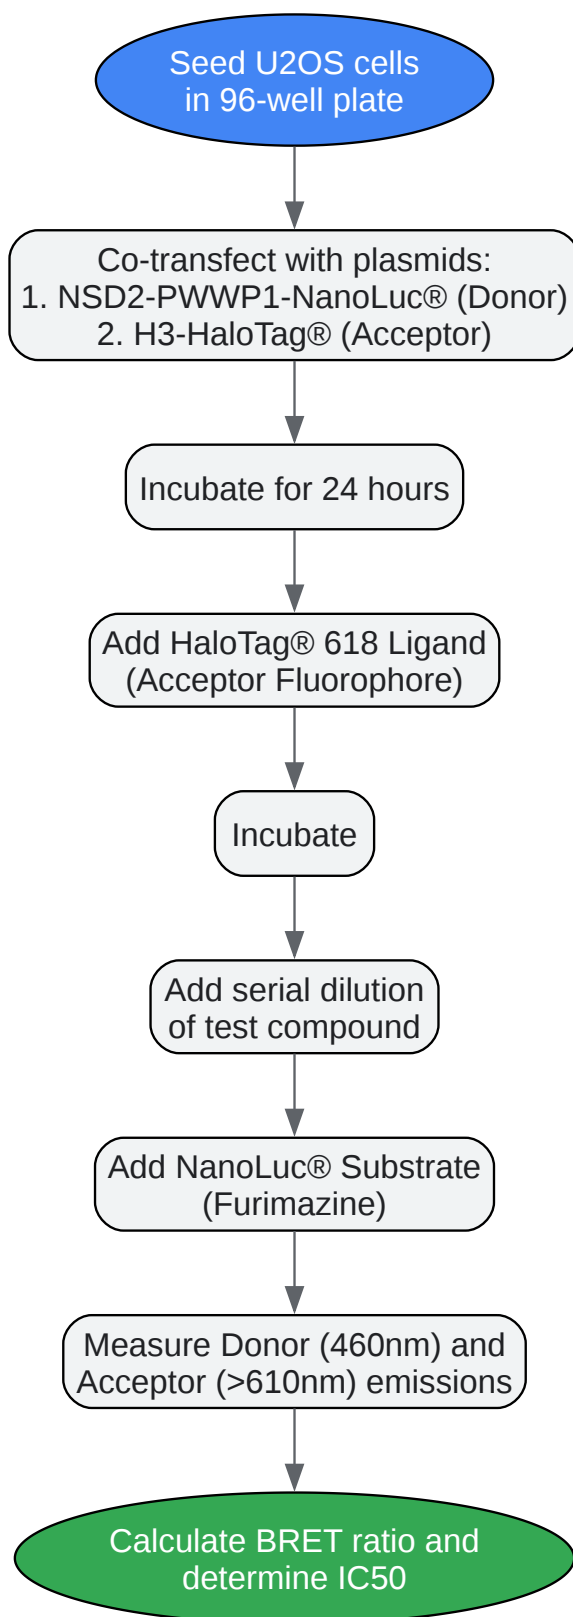 Seed U2OS cells
in 96-well plate
Co-transfect with plasmids:
1. NSD2-PWWP1-NanoLuc® (Donor)
2. H3-HaloTag® (Acceptor)
Incubate for 24 hours
Add HaloTag® 618 Ligand
(Acceptor Fluorophore)
Incubate
Add serial dilution
of test compound
Add NanoLuc® Substrate
(Furimazine)
Measure Donor (460nm) and
Acceptor (>610nm) emissions
Calculate BRET ratio and
determine IC50